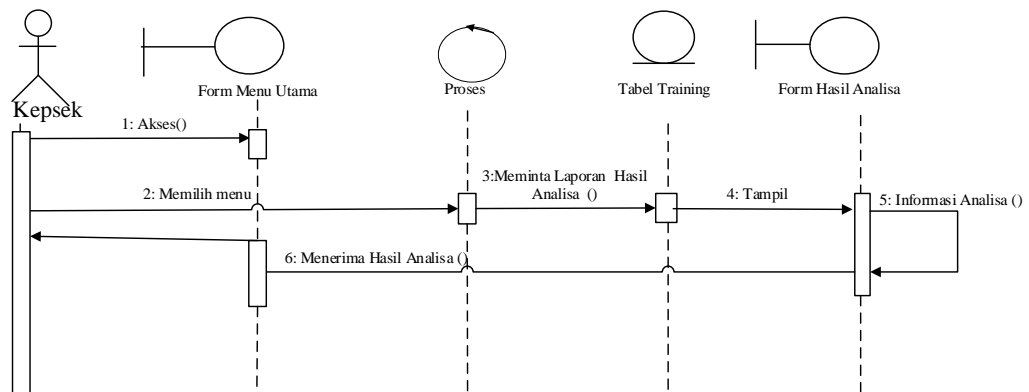 Kepsek
Form Menu Utama
Proses
Tabel Training
Form Hasil Analisa
1: Akses()
2: Memilih menu
3:Meminta Laporan Hasil
Analisa ()
4: Tampil
5: Informasi Analisa ()
6: Menerima Hasil Analisa ()